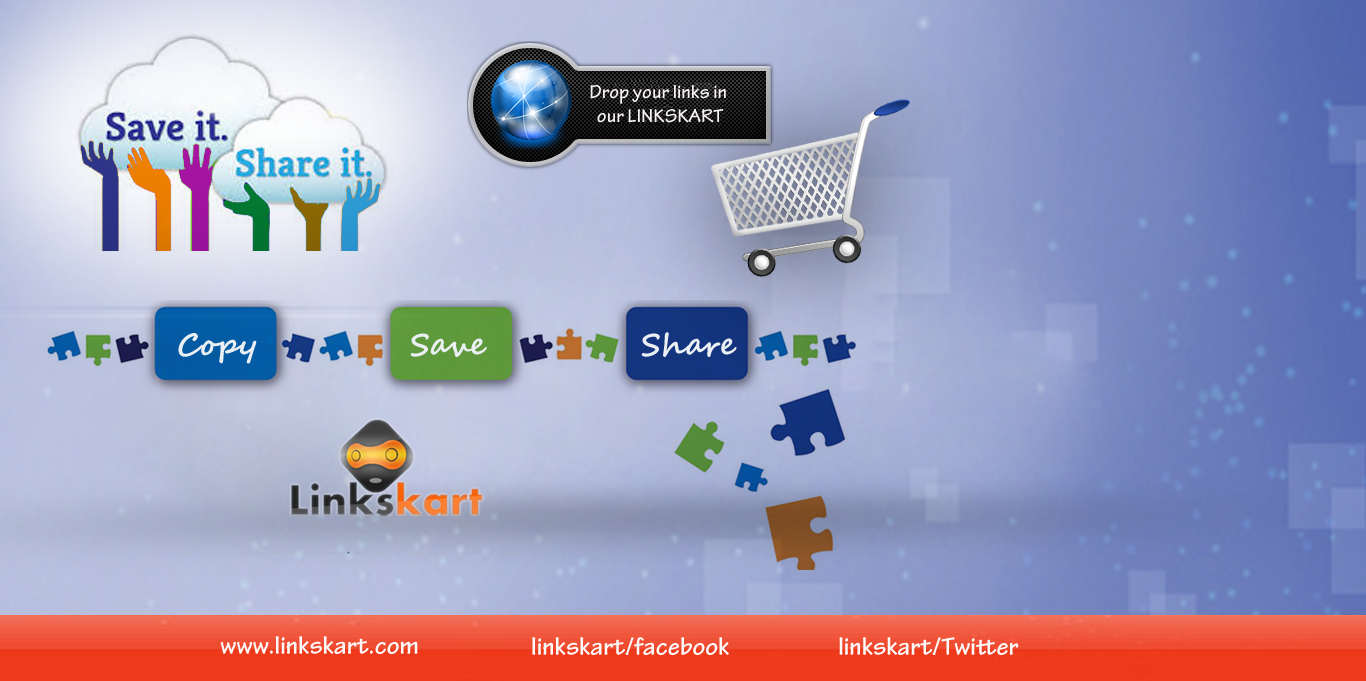 Save it.
Share it.
Drop your links in
our LINKSKART
Copy
Save
Share
Linkskart
www.linkskart.com
linkskart/facebook
linkskart/Twitter